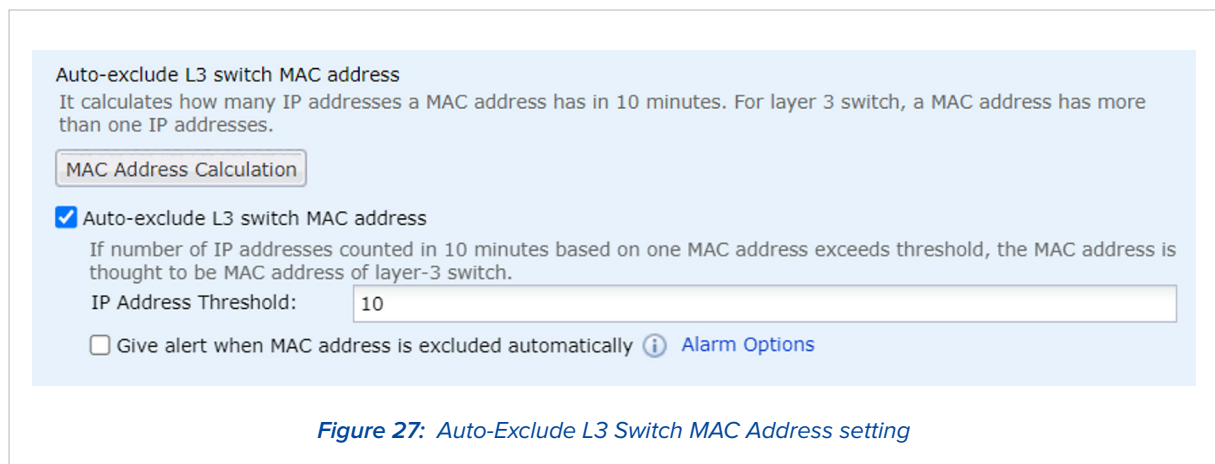 Auto-exclude L3 switch MAC address
It calculates how many IP addresses a MAC address has in 10 minutes. For layer 3 switch, a MAC address has more
than one IP addresses.
MAC Address Calculation
Auto-exclude L3 switch MAC address
If number of IP addresses counted in 10 minutes based on one MAC address exceeds threshold, the MAC address is
thought to be MAC address of layer-3 switch.
IP Address Threshold: 10
Give alert when MAC address is excluded automatically i Alarm Options
Figure 27: Auto-Exclude L3 Switch MAC Address setting